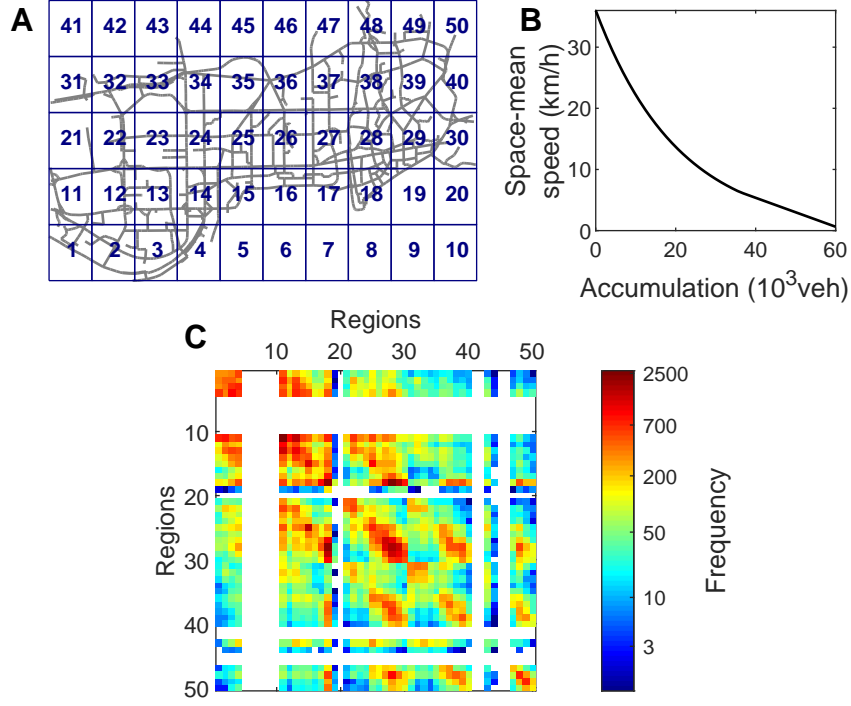 A
41 42 43 44 45 46 47 48 49 50
31 32 33 34 35 36 37 38 39 40
21 22 23 24 25 26 27 28 29 30
11 12 13 14 15 16 17 18 19 20
1 2 3 4 5 6 7 8 9 10
B
Space-mean
speed (km/h)
30
20
10
0
0 20 40 60
Accumulation (10³veh)
C
Regions
10 20 30 40 50
Regions
10
20
30
40
50
2500
700
200
50
10
3
Frequency